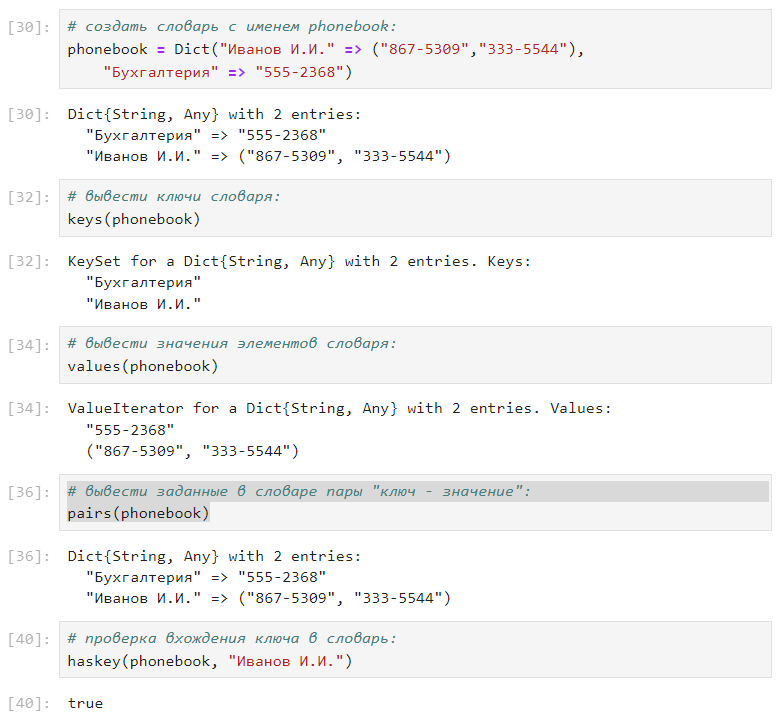 [30]: # создать словарь с именем phonebook:
phonebook = Dict("Иванов И.И." => ("867-5309","333-5544"),
    "Бухгалтерия" => "555-2368")
[30]: Dict{String, Any} with 2 entries:
  "Бухгалтерия" => "555-2368"
  "Иванов И.И." => ("867-5309", "333-5544")
[32]: # вывести ключи словаря:
keys(phonebook)
[32]: KeySet for a Dict{String, Any} with 2 entries. Keys:
  "Бухгалтерия"
  "Иванов И.И."
[34]: # вывести значения элементов словаря:
values(phonebook)
[34]: ValueIterator for a Dict{String, Any} with 2 entries. Values:
  "555-2368"
  ("867-5309", "333-5544")
[36]: # вывести заданные в словаре пары "ключ - значение":
pairs(phonebook)
[36]: Dict{String, Any} with 2 entries:
  "Бухгалтерия" => "555-2368"
  "Иванов И.И." => ("867-5309", "333-5544")
[40]: # проверка вхождения ключа в словарь:
haskey(phonebook, "Иванов И.И.")
[40]: true